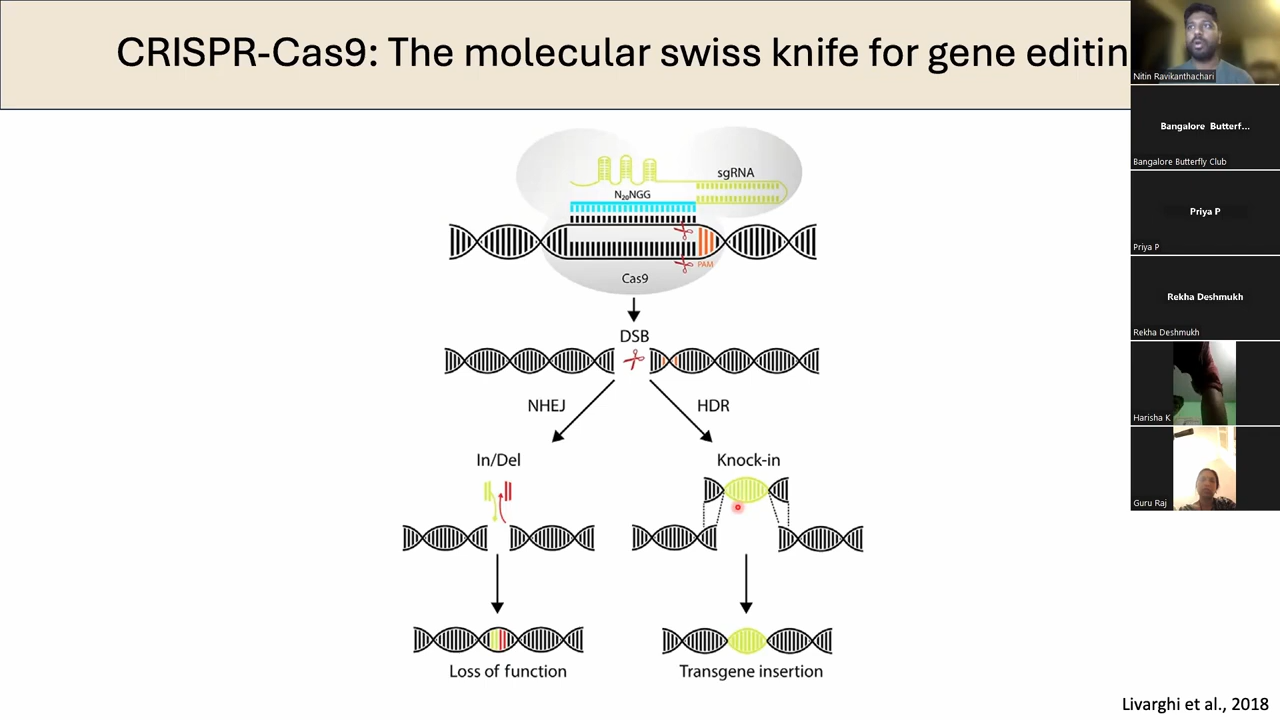 CRISPR-Cas9: The molecular swiss knife for gene editin
sgRNA
N20NGG
PAM
Cas9
DSB
NHEJ
HDR
In/Del
Knock-in
Loss of function
Transgene insertion
Livarghi et al., 2018
Nitin Ravikanthachari
Bangalore Butterf...
Bangalore Butterfly Club
Priya P
Priya P
Rekha Deshmukh
Rekha Deshmukh
Harisha K
Guru Raj